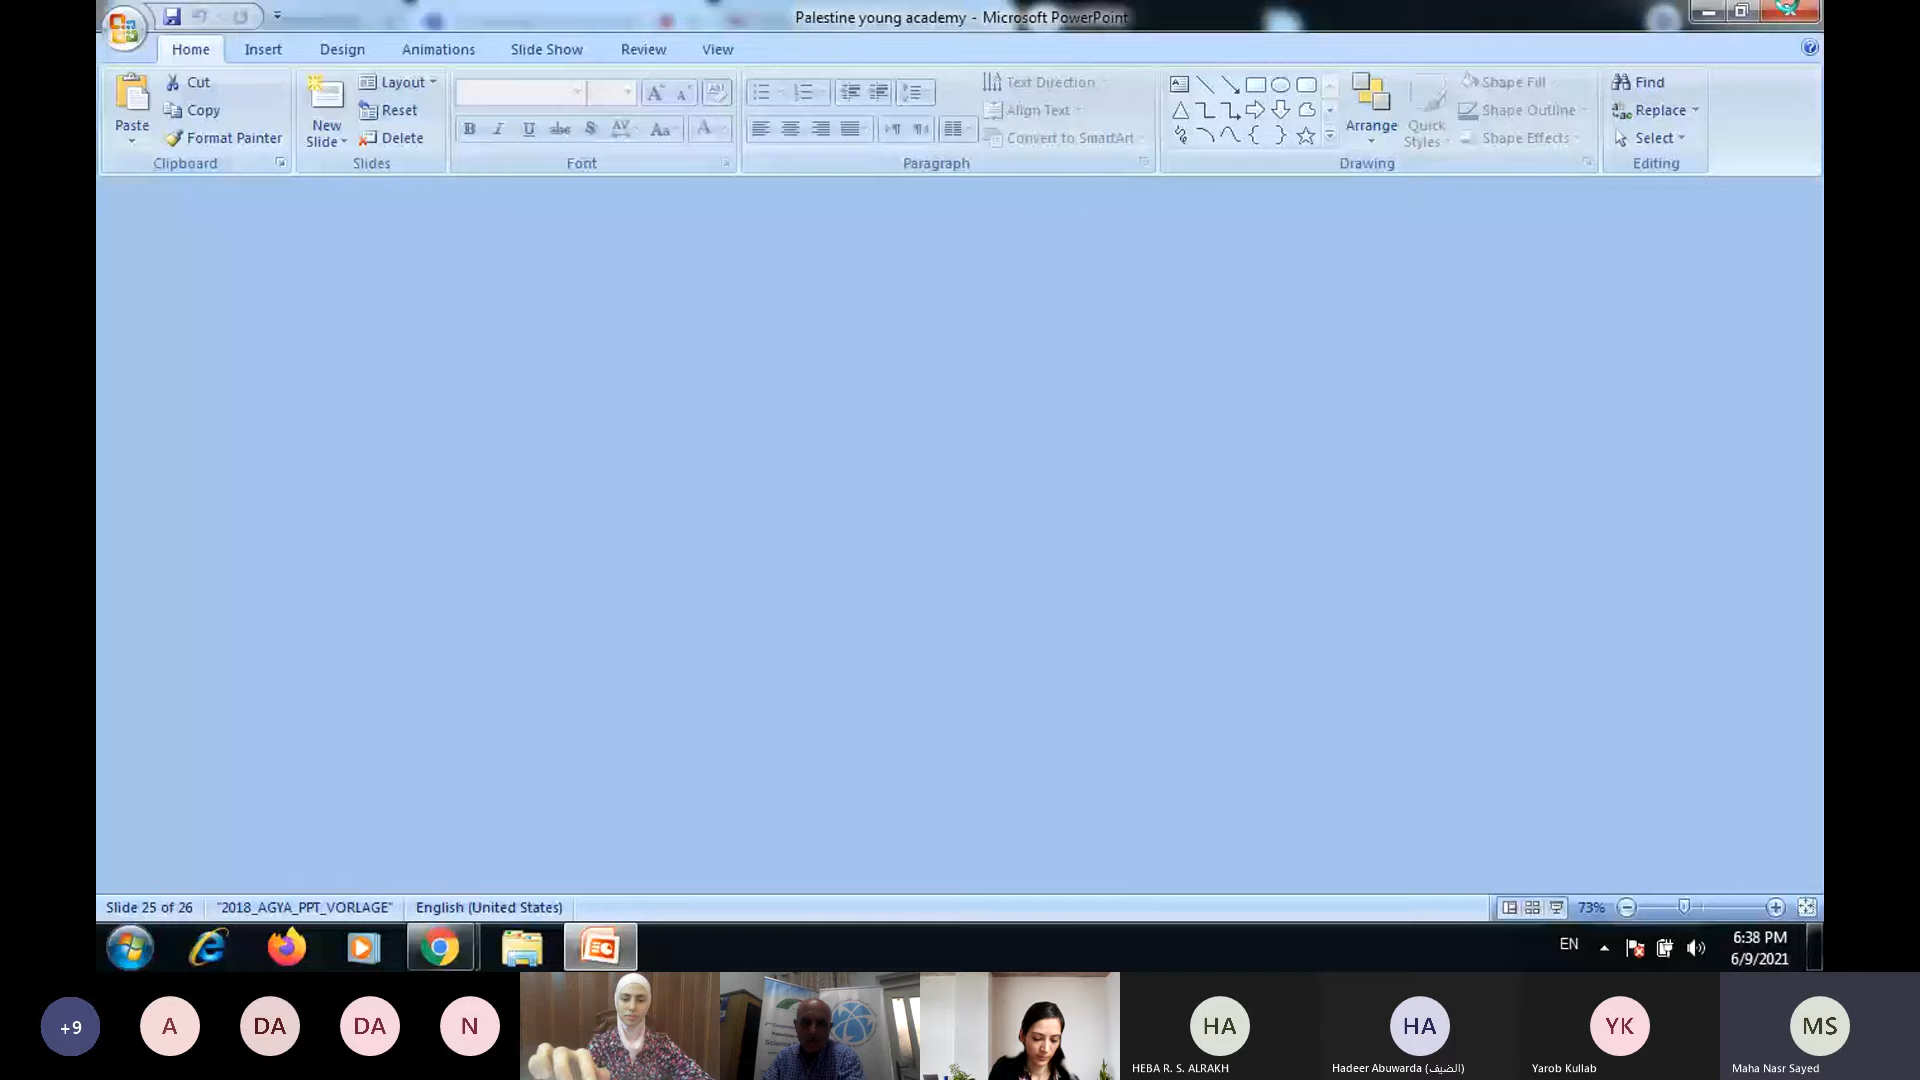 Palestine young academy - Microsoft PowerPoint
Home Insert Design Animations Slide Show Review View
Paste
Cut
Copy
Format Painter
Clipboard
New Slide
Layout
Reset
Delete
Slides
B I U abc S AV Aa A
Font
Text Direction
Align Text
Convert to SmartArt
Paragraph
Arrange
Quick Styles
Shape Fill
Shape Outline
Shape Effects
Drawing
Find
Replace
Select
Editing
Slide 25 of 26 "2018_AGYA_PPT_VORLAGE" English (United States) 73%
EN 6:38 PM
6/9/2021
+9 A DA DA N HA HA YK MS
HEBA R. S. ALRAKH Hadeer Abuwarda (الضيف) Yarob Kullab Maha Nasr Sayed